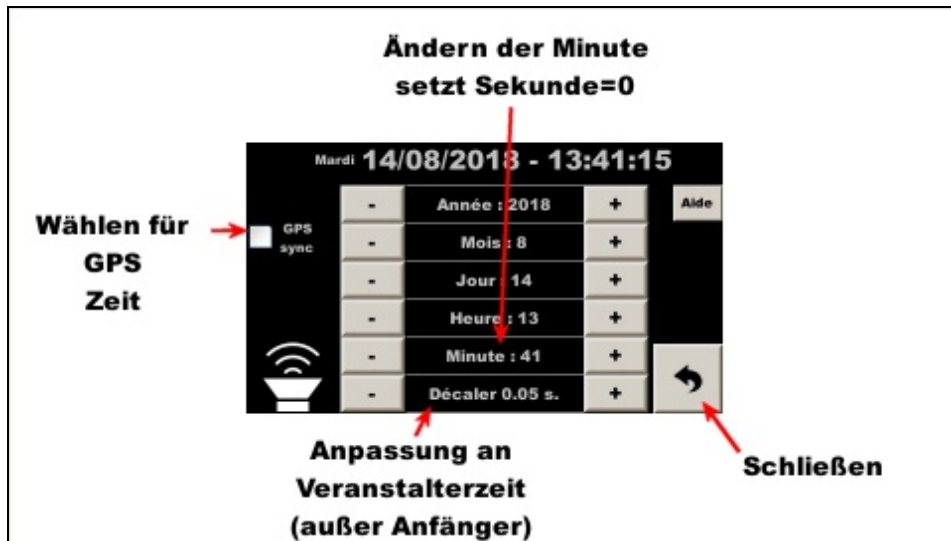 Ändern der Minute
setzt Sekunde=0
Mardi 14/08/2018 - 13:41:15
- Année : 2018 + Aide
Wählen für
GPS
Zeit
GPS
sync
- Mois : 8 +
- Jour : 14 +
- Heure : 13 +
- Minute : 41 +
- Décaler 0.05 s. +
Anpassung an
Veranstalterzeit
(außer Anfänger)
Schließen